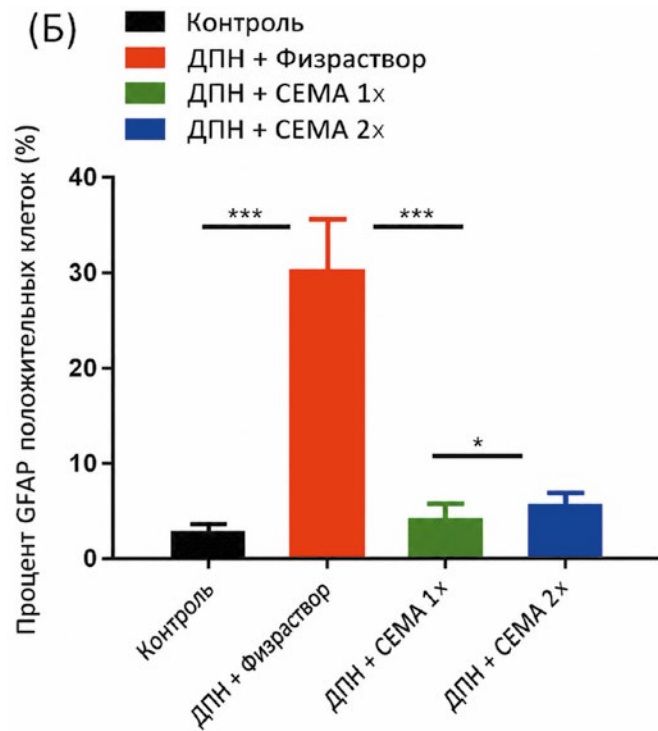 (Б)
Контроль
ДПН + Физраствор
ДПН + СЕМА 1x
ДПН + СЕМА 2x
Процент GFAP положительных клеток (%)
40
30
20
10
0
***
***
*
Контроль
ДПН + Физраствор
ДПН + СЕМА 1x
ДПН + СЕМА 2x